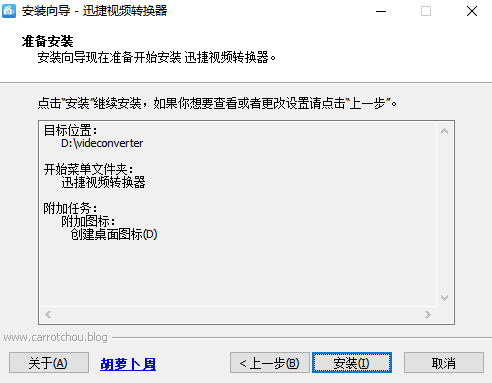 安装向导 - 迅捷视频转换器
准备安装
安装向导现在准备开始安装 迅捷视频转换器。
点击“安装”继续安装，如果你想要查看或者更改设置请点击“上一步”。
目标位置：
D:\videconverter
开始菜单文件夹：
迅捷视频转换器
附加任务：
附加图标：
创建桌面图标(D)
www.carrotchou.blog
关于(A) 胡萝卜周 < 上一步(B) 安装(I) 取消